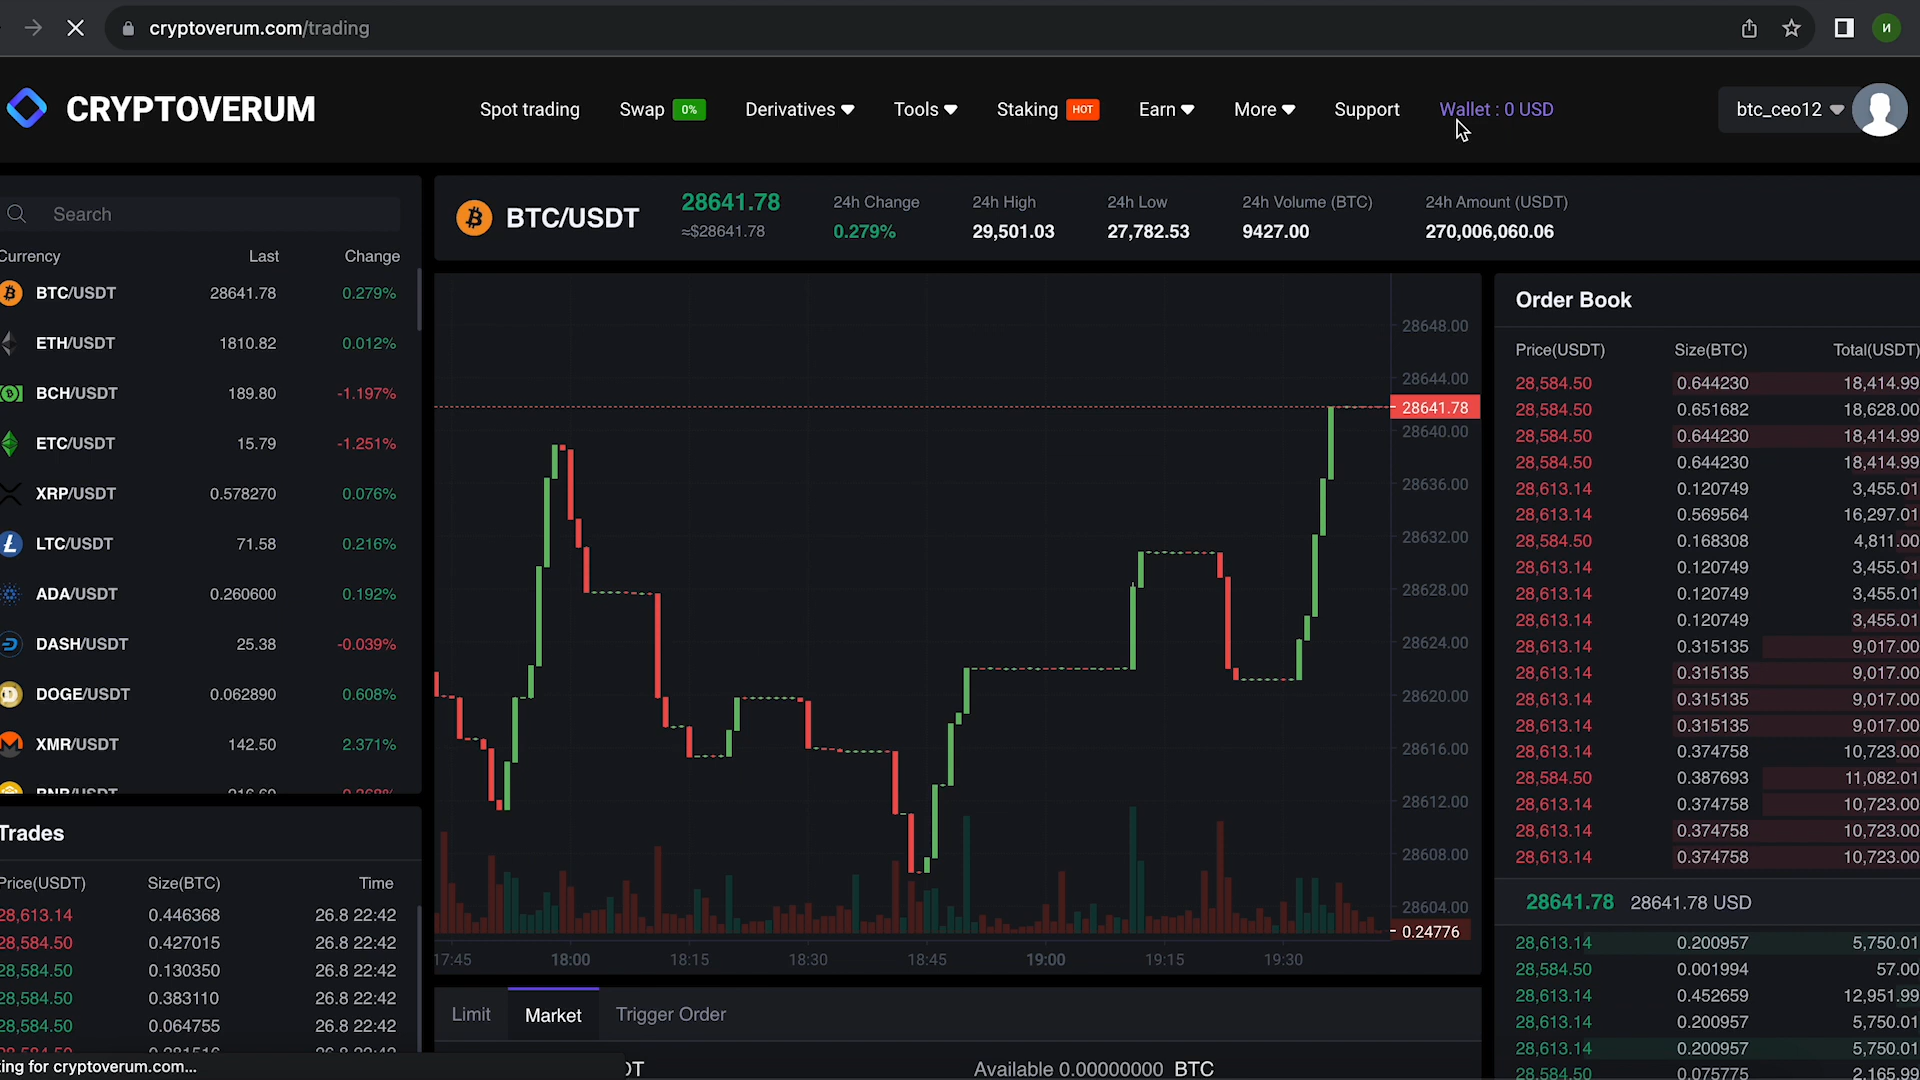 cryptoverum.com/trading
И
CRYPTOVERUM
Spot trading
Swap 0%
Derivatives
Tools
Staking HOT
Earn
More
Support
Wallet : 0 USD
btc_ceo12
Search
BTC/USDT
28641.78
≈$28641.78
24h Change
0.279%
24h High
29,501.03
24h Low
27,782.53
24h Volume (BTC)
9427.00
24h Amount (USDT)
270,006,060.06
Currency Last Change
BTC/USDT 28641.78 0.279%
ETH/USDT 1810.82 0.012%
BCH/USDT 189.80 -1.197%
ETC/USDT 15.79 -1.251%
XRP/USDT 0.578270 0.076%
LTC/USDT 71.58 0.216%
ADA/USDT 0.260600 0.192%
DASH/USDT 25.38 -0.039%
DOGE/USDT 0.062890 0.608%
XMR/USDT 142.50 2.371%
Trades
Price(USDT) Size(BTC) Time
28,613.14 0.446368 26.8 22:42
28,584.50 0.427015 26.8 22:42
28,584.50 0.130350 26.8 22:42
28,584.50 0.383110 26.8 22:42
28,584.50 0.064755 26.8 22:42
ing for cryptoverum.com...
28648.00
28644.00
28641.78
28640.00
28636.00
28632.00
28628.00
28624.00
28620.00
28616.00
28612.00
28608.00
28604.00
0.24776
17:45 18:00 18:15 18:30 18:45 19:00 19:15 19:30
Limit Market Trigger Order
DT
Available 0.00000000 BTC
Order Book
Price(USDT) Size(BTC) Total(USDT)
28,584.50 0.644230 18,414.99
28,584.50 0.651682 18,628.00
28,584.50 0.644230 18,414.99
28,584.50 0.644230 18,414.99
28,613.14 0.120749 3,455.01
28,613.14 0.569564 16,297.01
28,584.50 0.168308 4,811.00
28,613.14 0.120749 3,455.01
28,613.14 0.120749 3,455.01
28,613.14 0.120749 3,455.01
28,613.14 0.315135 9,017.00
28,613.14 0.315135 9,017.00
28,613.14 0.315135 9,017.00
28,613.14 0.315135 9,017.00
28,613.14 0.374758 10,723.00
28,584.50 0.387693 11,082.01
28,613.14 0.374758 10,723.00
28,613.14 0.374758 10,723.00
28,613.14 0.374758 10,723.00
28641.78 28641.78 USD
28,613.14 0.200957 5,750.01
28,584.50 0.001994 57.00
28,613.14 0.452659 12,951.99
28,613.14 0.200957 5,750.01
28,613.14 0.200957 5,750.01
28,584.50 0.075775 2,165.99